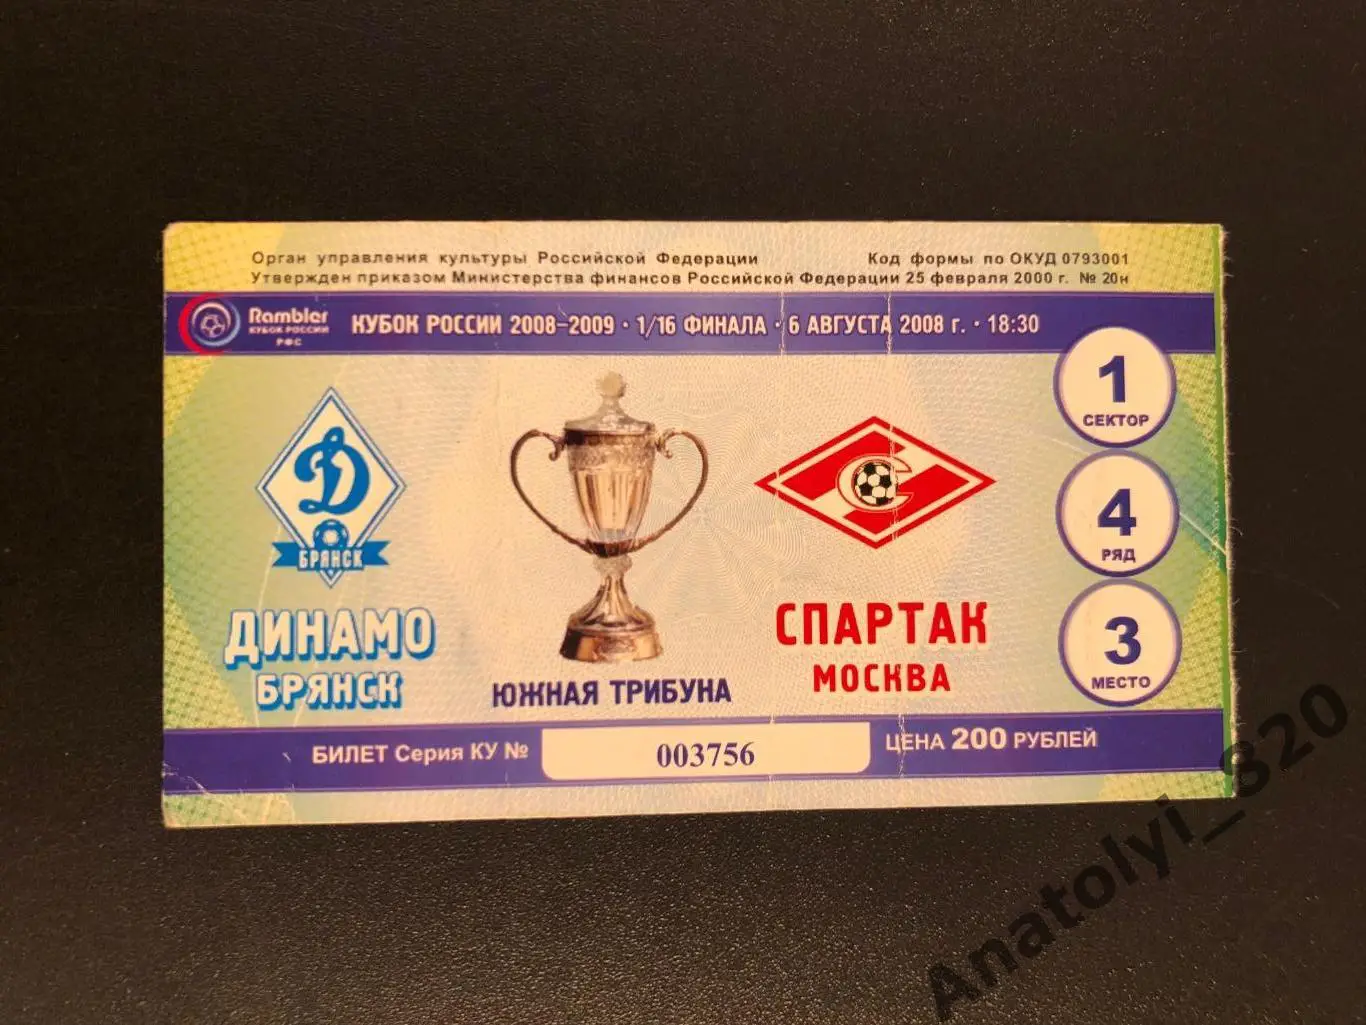 Орган управления культуры Российской Федерации Код формы по ОКУД 0793001
Утвержден приказом Министерства финансов Российской Федерации 25 февраля 2000 г. № 20н
Rambler
КУБОК РОССИИ
РФС
КУБОК РОССИИ 2008-2009 · 1/16 ФИНАЛА · 6 АВГУСТА 2008 г. · 18:30
1
СЕКТОР
Д
БРЯНСК
С
4
РЯД
ДИНАМО
БРЯНСК
СПАРТАК
МОСКВА
3
МЕСТО
ЮЖНАЯ ТРИБУНА
БИЛЕТ Серия КУ № 003756 ЦЕНА 200 РУБЛЕЙ
Anatolyi_820